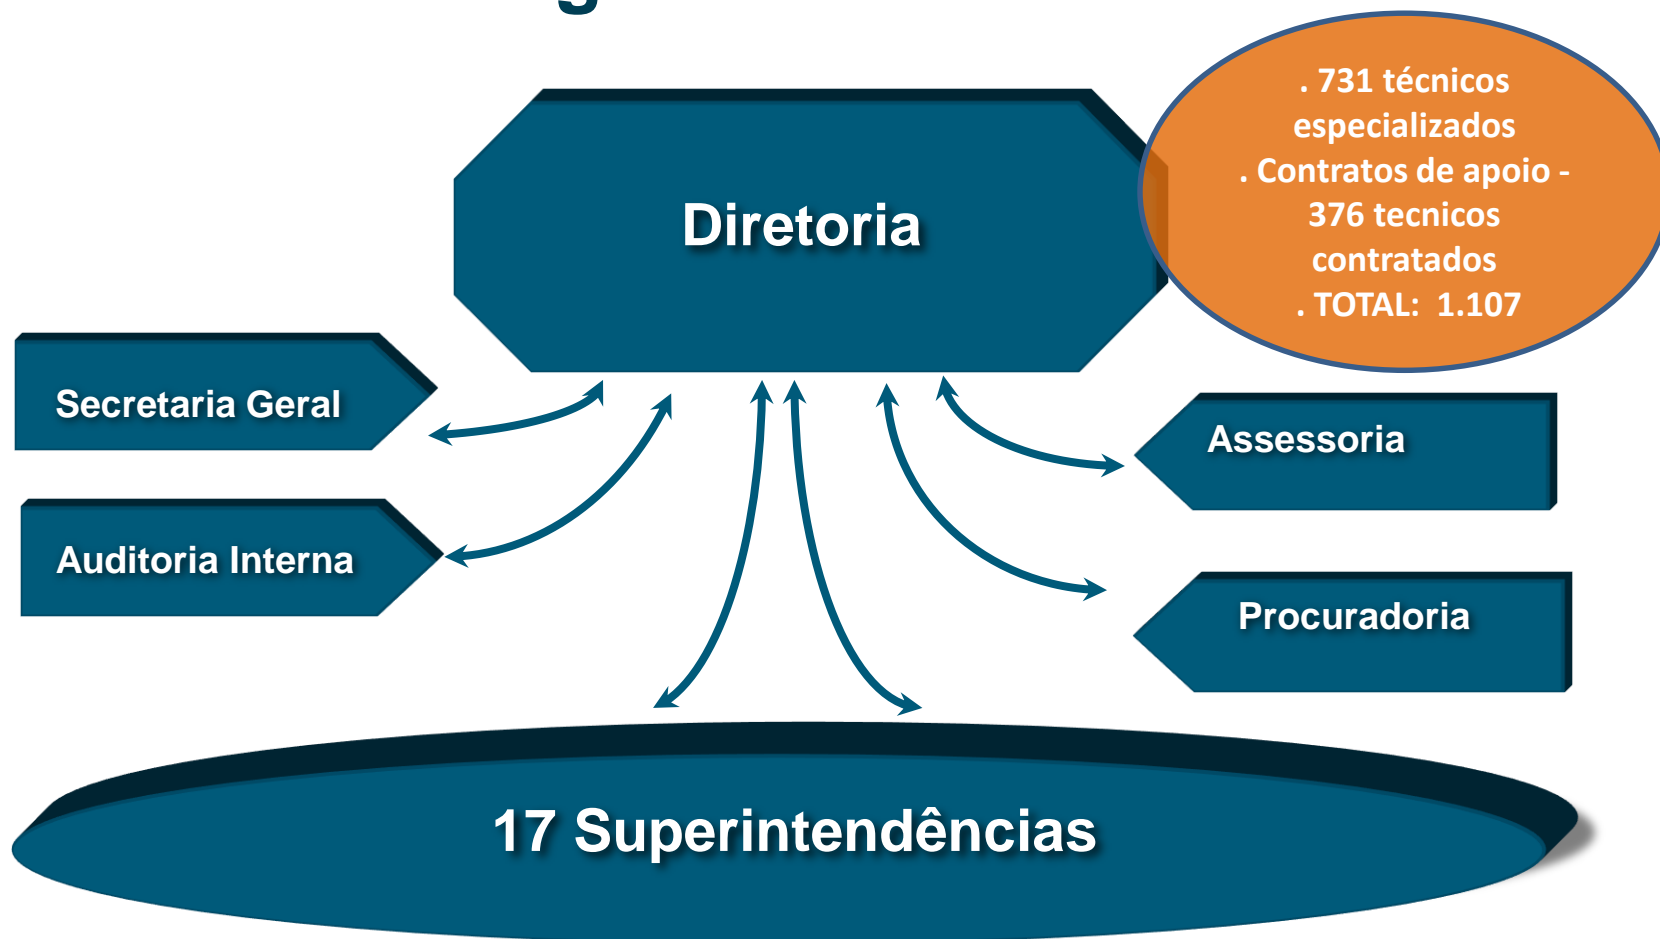 . 731 técnicos
especializados
. Contratos de apoio -
376 tecnicos
contratados
. TOTAL: 1.107
Diretoria
Secretaria Geral
Assessoria
Auditoria Interna
Procuradoria
17 Superintendências